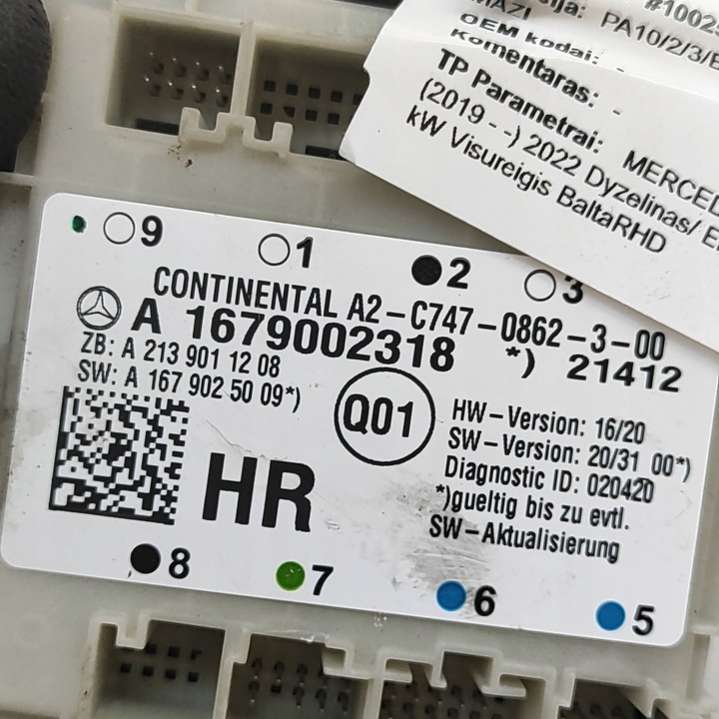 #1002
MAZI
PA10/2/3/E
OEM kodai: -
Komentaras: -
TP Parametrai: MERCED
(2019 - -) 2022 Dyzelinas/ E
kW Visureigis BaltaRHD
9 1 2 3
CONTINENTAL A2-C747-0862-3-00
A 1679002318 *) 21412
ZB: A 213 901 12 08
SW: A 167 902 50 09*)
Q01
HR
HW-Version: 16/20
SW-Version: 20/31 00*)
Diagnostic ID: 020420
*)gueltig bis zu evtl.
SW-Aktualisierung
8 7 6 5